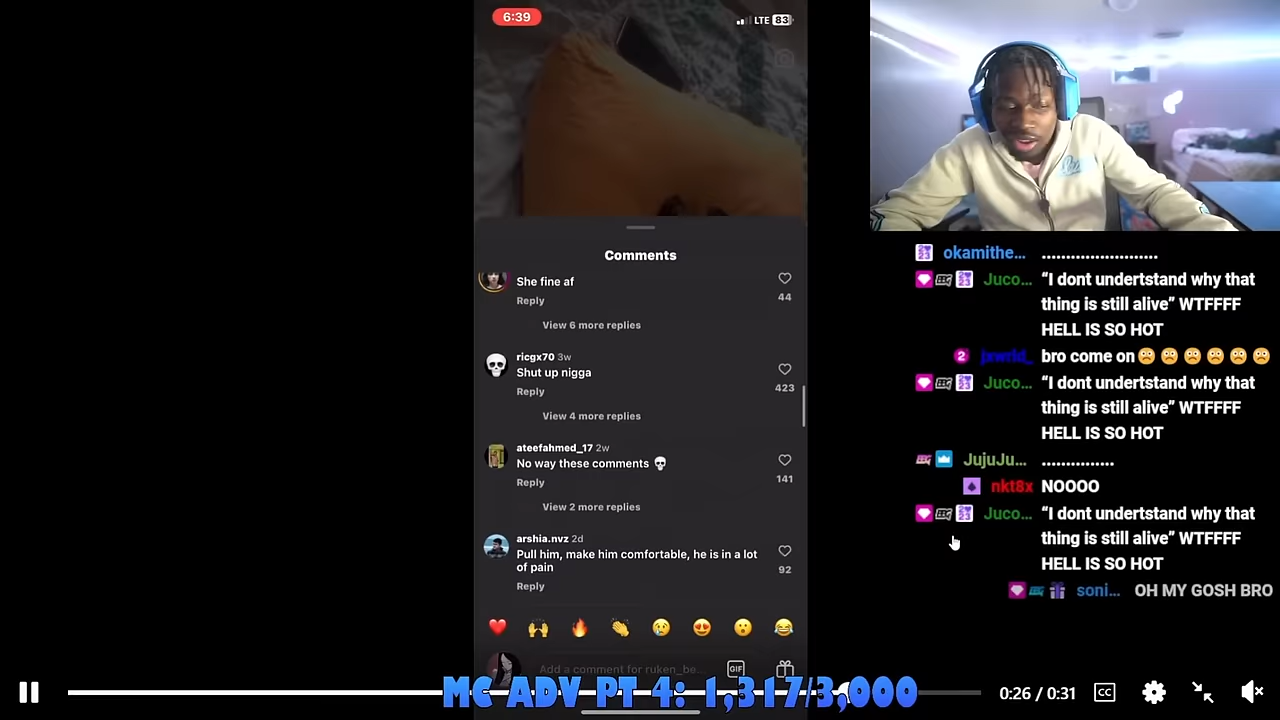 6:39
LTE 83
Comments
She fine af
Reply
44
View 6 more replies
ricgx70 3w
Shut up nigga
Reply
423
View 4 more replies
ateefahmed_17 2w
No way these comments 💀
Reply
141
View 2 more replies
arshia.nvz 2d
Pull him, make him comfortable, he is in a lot
of pain
Reply
92
❤️ 🙌 🔥 👏 😢 😍 😮 😂
Add a comment for ruken_be...
GIF
okamithe... ........................
Juco... “I dont undertstand why that
thing is still alive” WTFFFF
HELL IS SO HOT
jxwrld_ bro come on
Juco... “I dont undertstand why that
thing is still alive” WTFFFF
HELL IS SO HOT
JujuJu... ...............
nkt8x NOOOO
Juco... “I dont undertstand why that
thing is still alive” WTFFFF
HELL IS SO HOT
soni... OH MY GOSH BRO
MC ADV PT 4: 1,317/3,000
0:26 / 0:31
CC